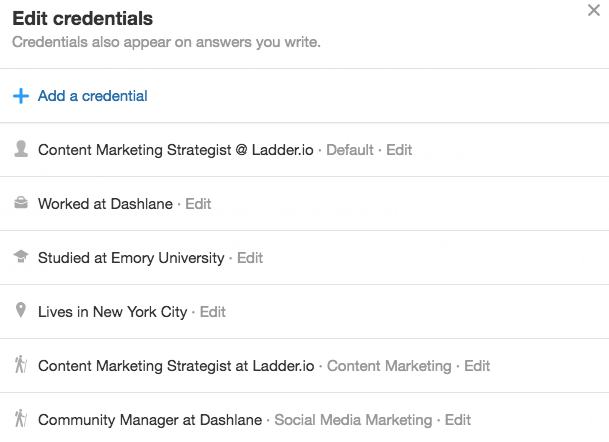 Edit credentials
Credentials also appear on answers you write.
Add a credential
Content Marketing Strategist @ Ladder.io · Default · Edit
Worked at Dashlane · Edit
Studied at Emory University · Edit
Lives in New York City · Edit
Content Marketing Strategist at Ladder.io · Content Marketing · Edit
Community Manager at Dashlane · Social Media Marketing · Edit